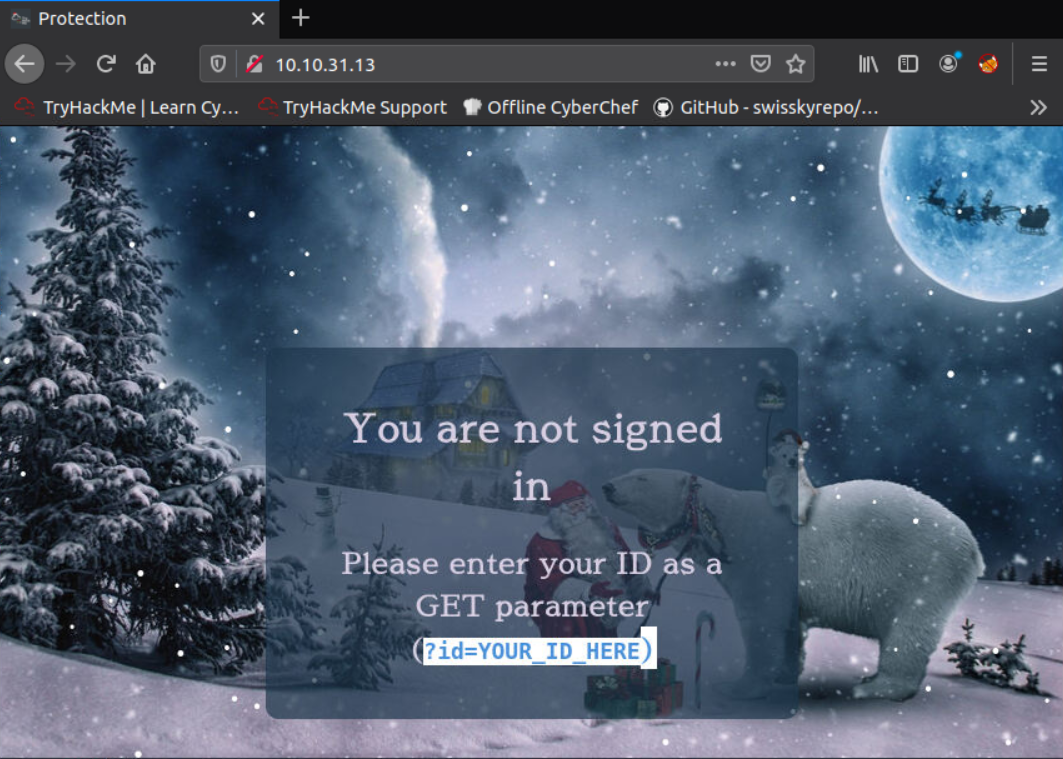 Protection
10.10.31.13
TryHackMe | Learn Cy…
TryHackMe Support
Offline CyberChef
GitHub - swisskyrepo/…
You are not signed
in
Please enter your ID as a
GET parameter
(?id=YOUR_ID_HERE)